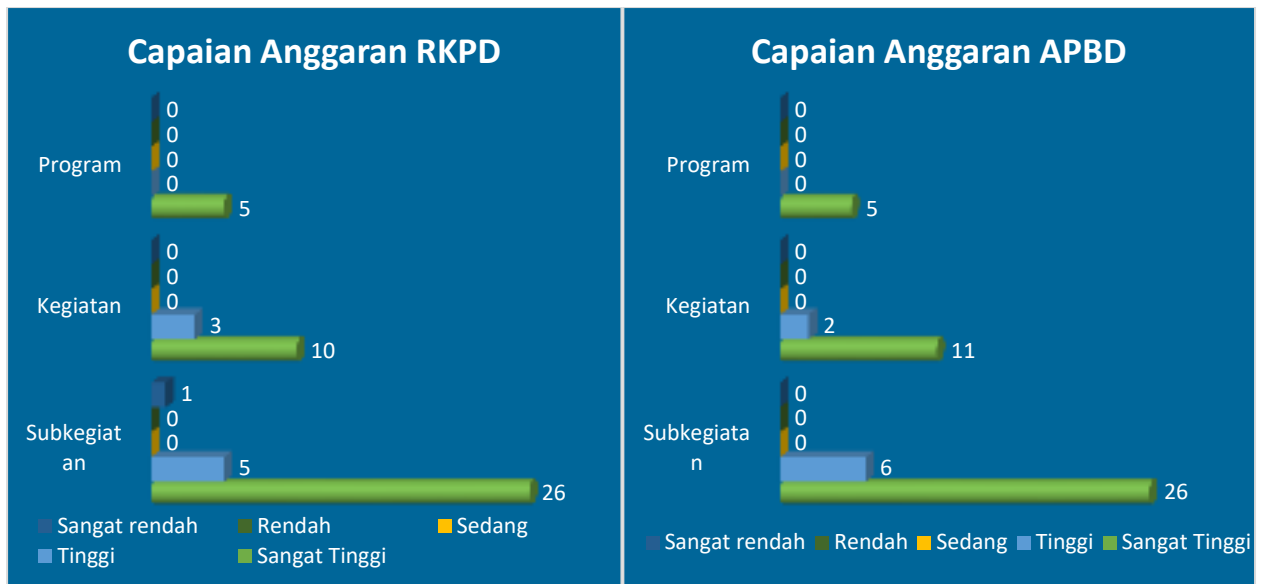 Capaian Anggaran RKPD
0
0
Program
0
0
5
0
0
Kegiatan
0
3
10
1
0
Subkegiat
an
0
5
26
Sangat rendah Rendah Sedang
Tinggi Sangat Tinggi
Capaian Anggaran APBD
0
0
Program
0
0
5
0
0
Kegiatan
0
2
11
0
0
Subkegiata
n
0
6
26
Sangat rendah Rendah Sedang Tinggi Sangat Tinggi